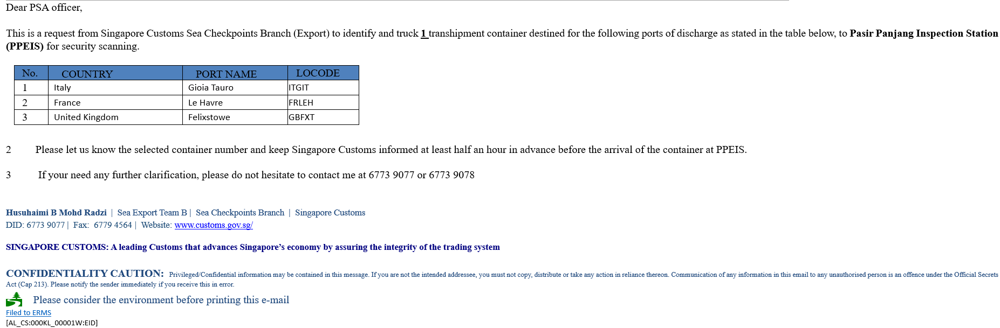 Dear PSA officer,
This is a request from Singapore Customs Sea Checkpoints Branch (Export) to identify and truck 1 transhipment container destined for the following ports of discharge as stated in the table below, to Pasir Panjang Inspection Station
(PPEIS) for security scanning.
No. COUNTRY PORT NAME LOCODE
1 Italy Gioia Tauro ITGIT
2 France Le Havre FRLEH
3 United Kingdom Felixstowe GBFXT
2 Please let us know the selected container number and keep Singapore Customs informed at least half an hour in advance before the arrival of the container at PPEIS.
3 If your need any further clarification, please do not hesitate to contact me at 6773 9077 or 6773 9078
Husuhaimi B Mohd Radzi | Sea Export Team B | Sea Checkpoints Branch | Singapore Customs
DID: 6773 9077 | Fax: 6779 4564 | Website: www.customs.gov.sg/
SINGAPORE CUSTOMS: A leading Customs that advances Singapore's economy by assuring the integrity of the trading system
CONFIDENTIALITY CAUTION: Privileged/Confidential information may be contained in this message. If you are not the intended addressee, you must not copy, distribute or take any action in reliance thereon. Communication of any information in this email to any unauthorised person is an offence under the Official Secrets
Act (Cap 213). Please notify the sender immediately if you receive this in error.
Please consider the environment before printing this e-mail
Filed to ERMS
[AL_CS:000KL_00001W:EID]